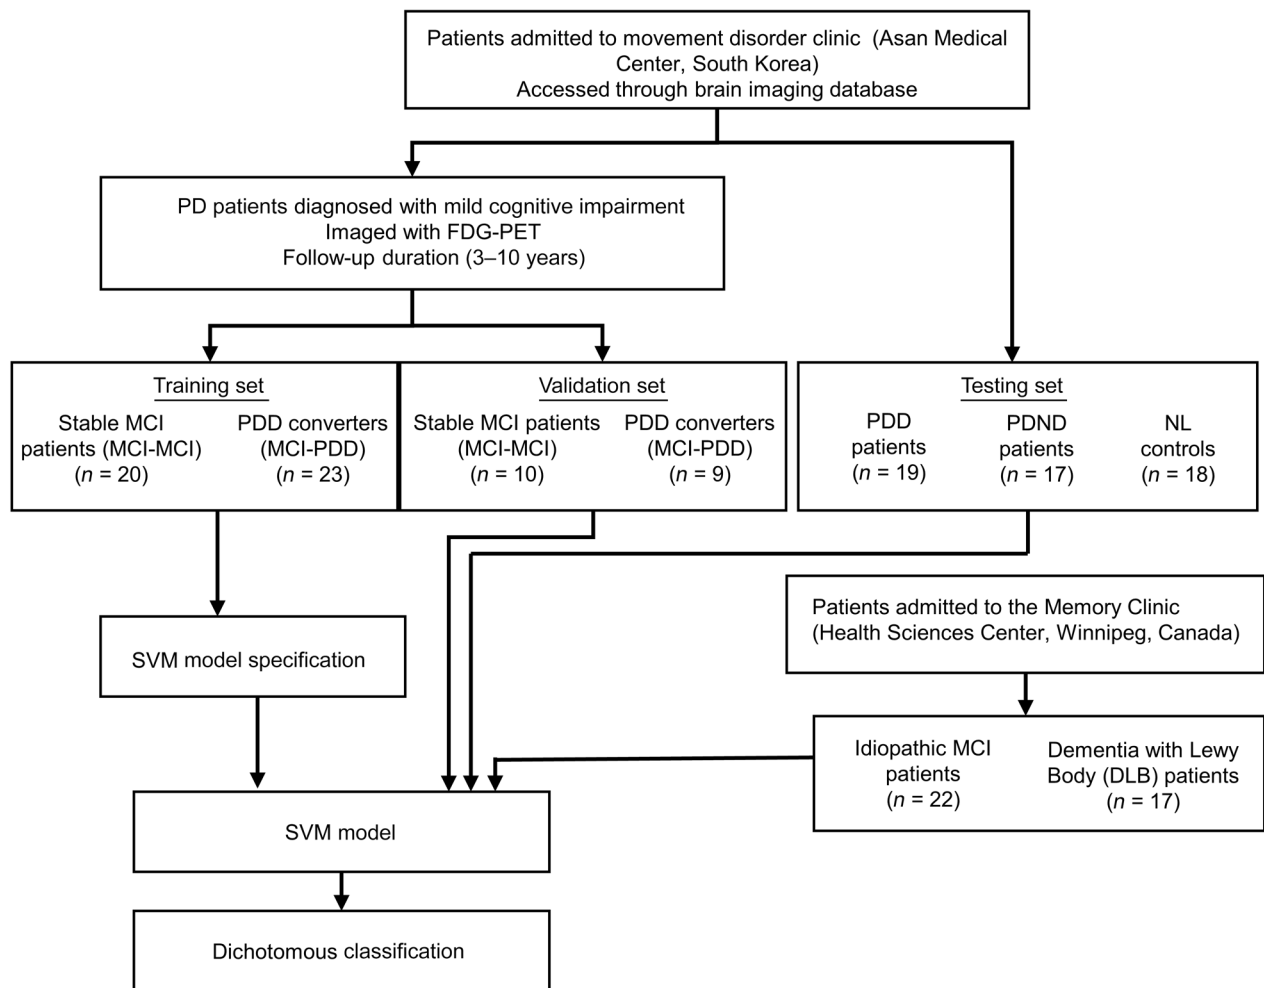 Patients admitted to movement disorder clinic (Asan Medical
Center, South Korea)
Accessed through brain imaging database
PD patients diagnosed with mild cognitive impairment
Imaged with FDG-PET
Follow-up duration (3–10 years)
Training set
Stable MCI
patients (MCI-MCI)
(n = 20)
PDD converters
(MCI-PDD)
(n = 23)
Validation set
Stable MCI patients
(MCI-MCI)
(n = 10)
PDD converters
(MCI-PDD)
(n = 9)
Testing set
PDD
patients
(n = 19)
PDND
patients
(n = 17)
NL
controls
(n = 18)
Patients admitted to the Memory Clinic
(Health Sciences Center, Winnipeg, Canada)
SVM model specification
Idiopathic MCI
patients
(n = 22)
Dementia with Lewy
Body (DLB) patients
(n = 17)
SVM model
Dichotomous classification